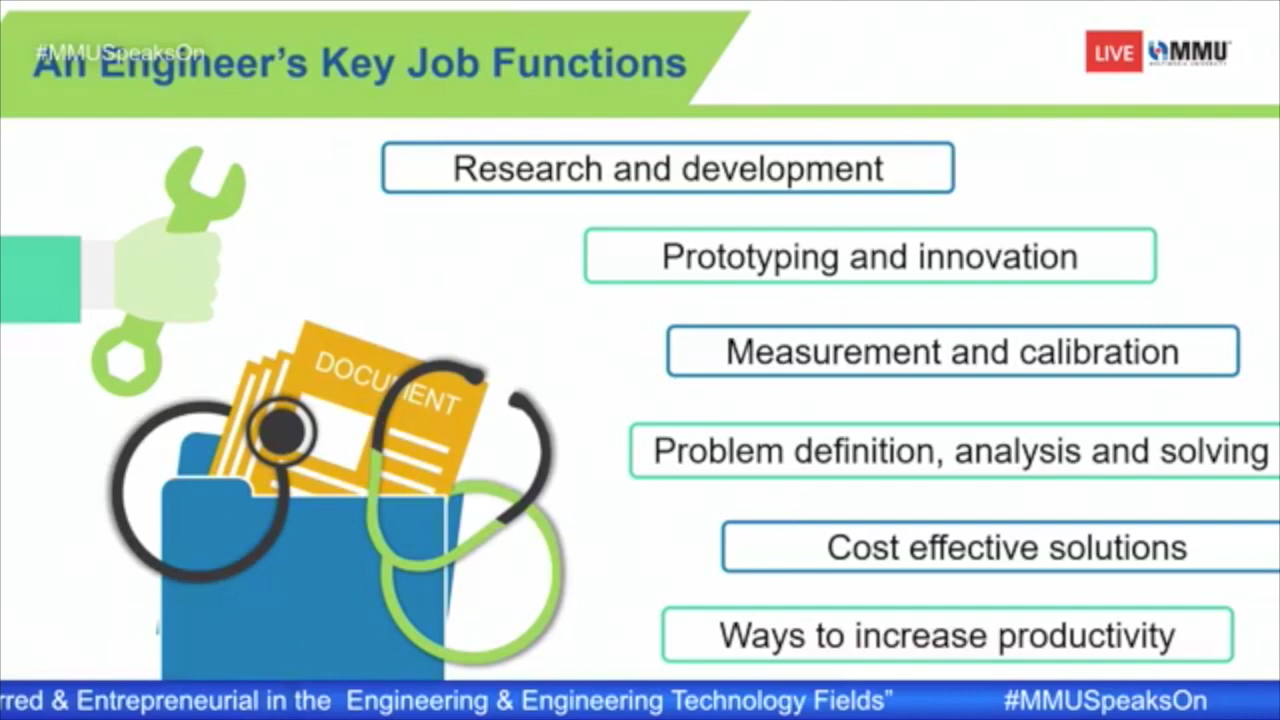 #MMUSpeaksOn
An Engineer's Key Job Functions
LIVE
MMU
MULTIMEDIA UNIVERSITY
Research and development
Prototyping and innovation
Measurement and calibration
DOCUMENT
Problem definition, analysis and solving
Cost effective solutions
Ways to increase productivity
rred & Entrepreneurial in the Engineering & Engineering Technology Fields”
#MMUSpeaksOn